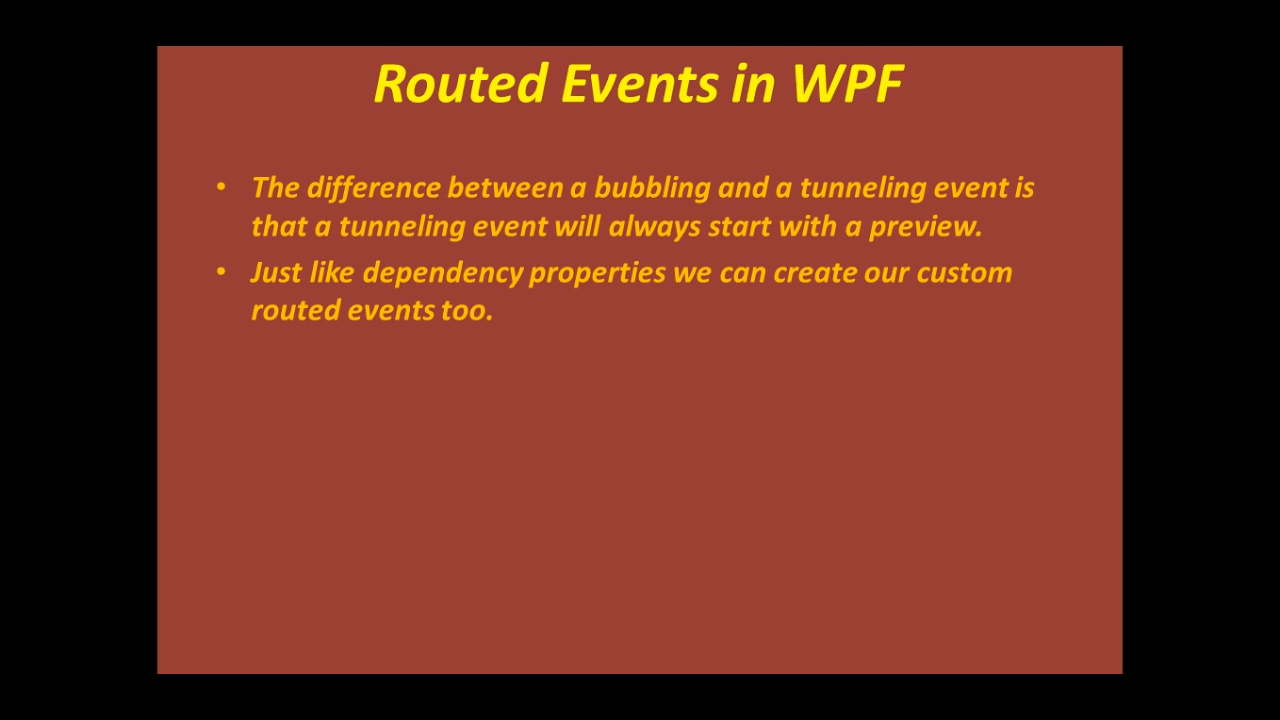 Routed Events in WPF
• The difference between a bubbling and a tunneling event is
that a tunneling event will always start with a preview.
• Just like dependency properties we can create our custom
routed events too.